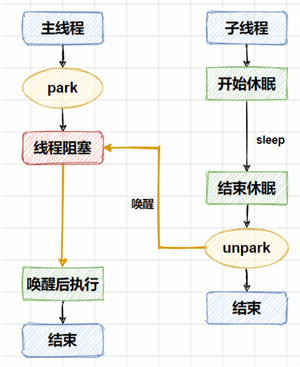 主线程
park
线程阻塞
唤醒后执行
结束
子线程
开始休眠
sleep
结束休眠
唤醒
unpark
结束